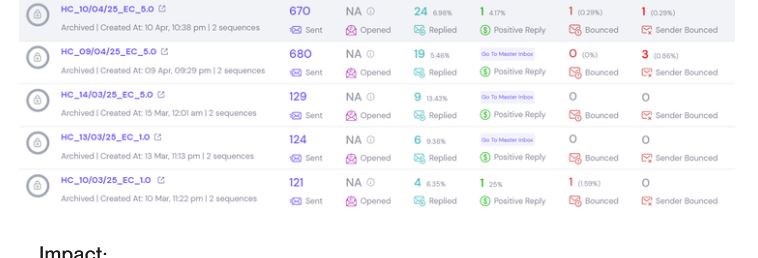 HC_10/04/25_EC_5.0 670 NA 24 6.98% 1 4.17% 1 (0.29%) 1 (0.29%)
Archived | Created At: 10 Apr, 10:38 pm | 2 sequences Sent Opened Replied Positive Reply Bounced Sender Bounced
HC_09/04/25_EC_5.0 680 NA 19 5.46% Go To Master Inbox 0 (0%) 3 (0.86%)
Archived | Created At: 09 Apr, 09:29 pm | 2 sequences Sent Opened Replied Positive Reply Bounced Sender Bounced
HC_14/03/25_EC_5.0 129 NA 9 13.43% Go To Master Inbox 0 0
Archived | Created At: 15 Mar, 12:01 am | 2 sequences Sent Opened Replied Positive Reply Bounced Sender Bounced
HC_13/03/25_EC_1.0 124 NA 6 9.38% Go To Master Inbox 0 0
Archived | Created At: 13 Mar, 11:13 pm | 2 sequences Sent Opened Replied Positive Reply Bounced Sender Bounced
HC_10/03/25_EC_1.0 121 NA 4 6.35% 1 25% 1 (1.59%) 0
Archived | Created At: 10 Mar, 11:22 pm | 2 sequences Sent Opened Replied Positive Reply Bounced Sender Bounced
Impact: